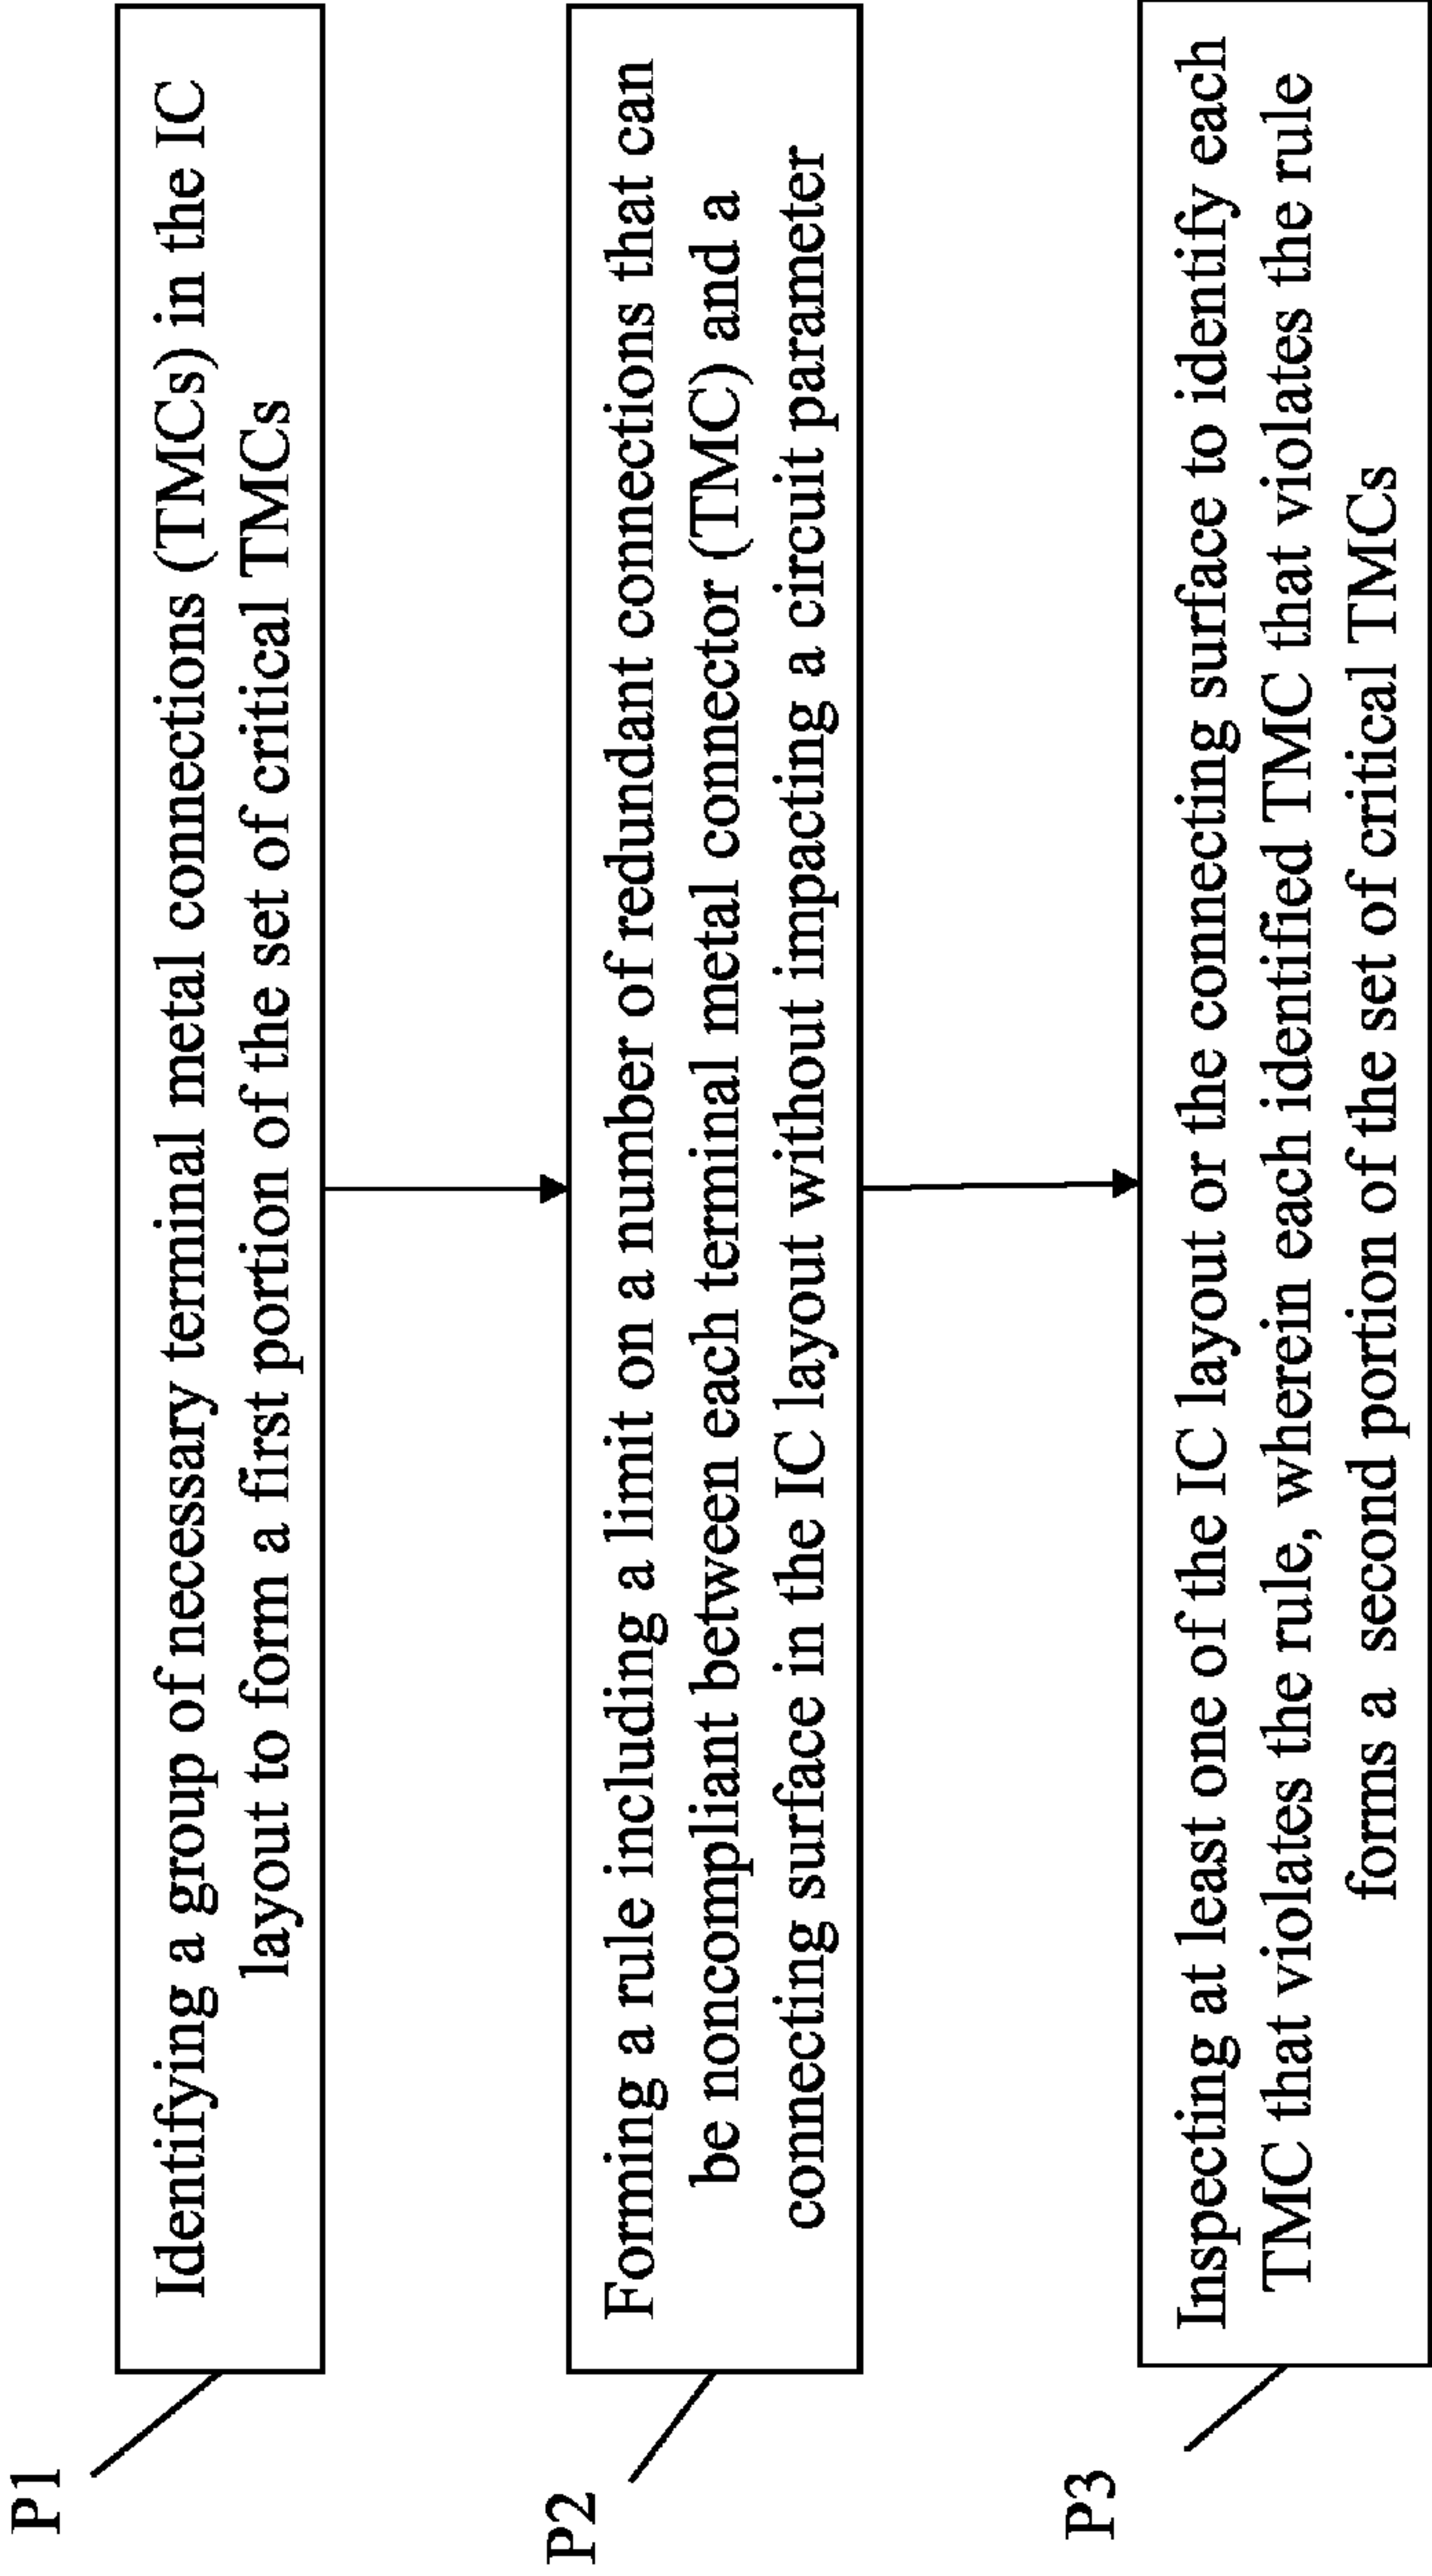 P1
Identifying a group of necessary terminal metal connections (TMCs) in the IC
layout to form a first portion of the set of critical TMCs
P2
Forming a rule including a limit on a number of redundant connections that can
be noncompliant between each terminal metal connector (TMC) and a
connecting surface in the IC layout without impacting a circuit parameter
P3
Inspecting at least one of the IC layout or the connecting surface to identify each
TMC that violates the rule, wherein each identified TMC that violates the rule
forms a second portion of the set of critical TMCs